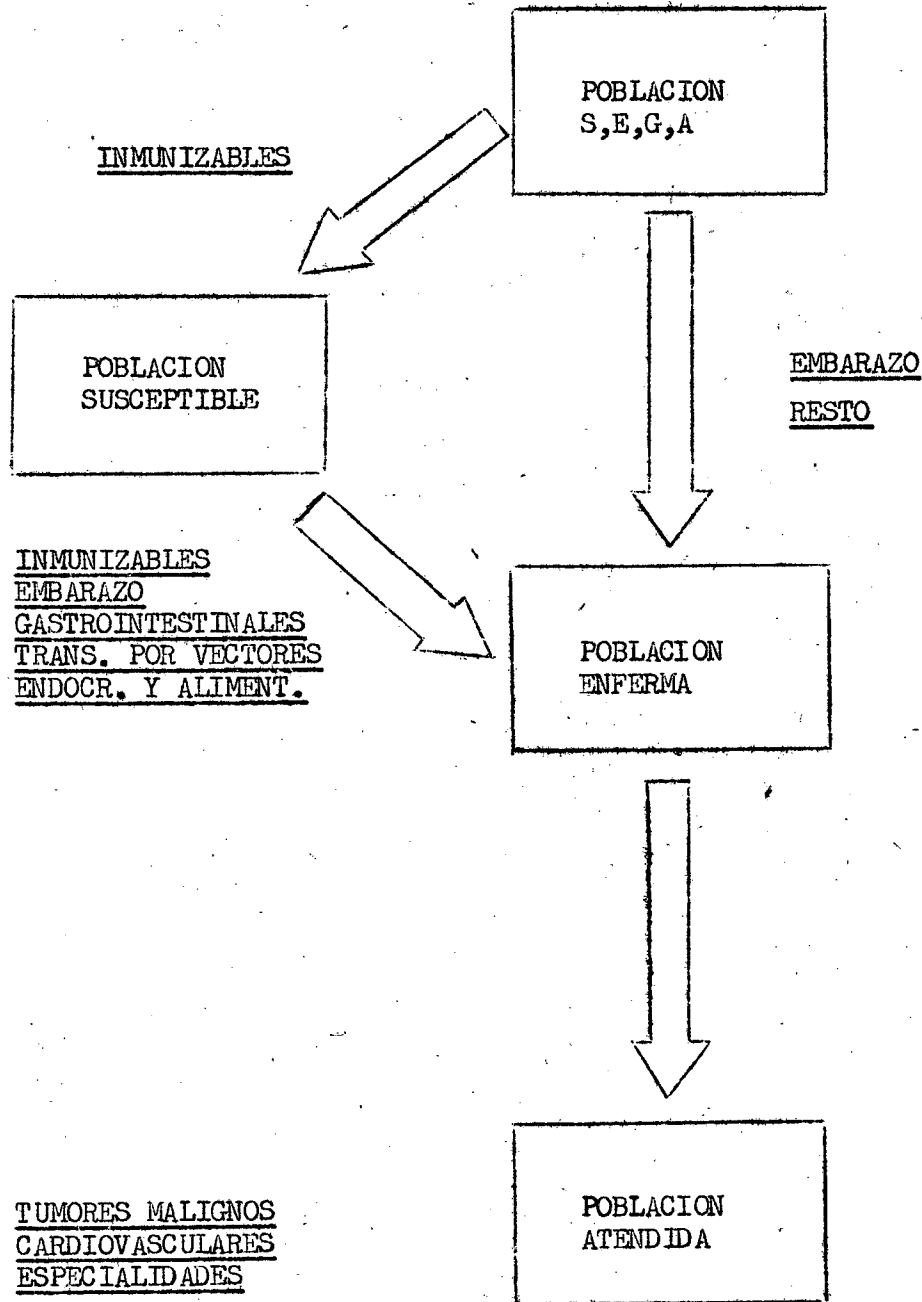 POBLACION
S,E,G,A
INMUNIZABLES
POBLACION
SUSCEPTIBLE
EMBARAZO
RESTO
INMUNIZABLES
EMBARAZO
GASTROINTESTINALES
TRANS. POR VECTORES
ENDOCR. Y ALIMENT.
POBLACION
ENFERMA
TUMORES MALIGNOS
CARDIOVASCULARES
ESPECIALIDADES
POBLACION
ATENDIDA